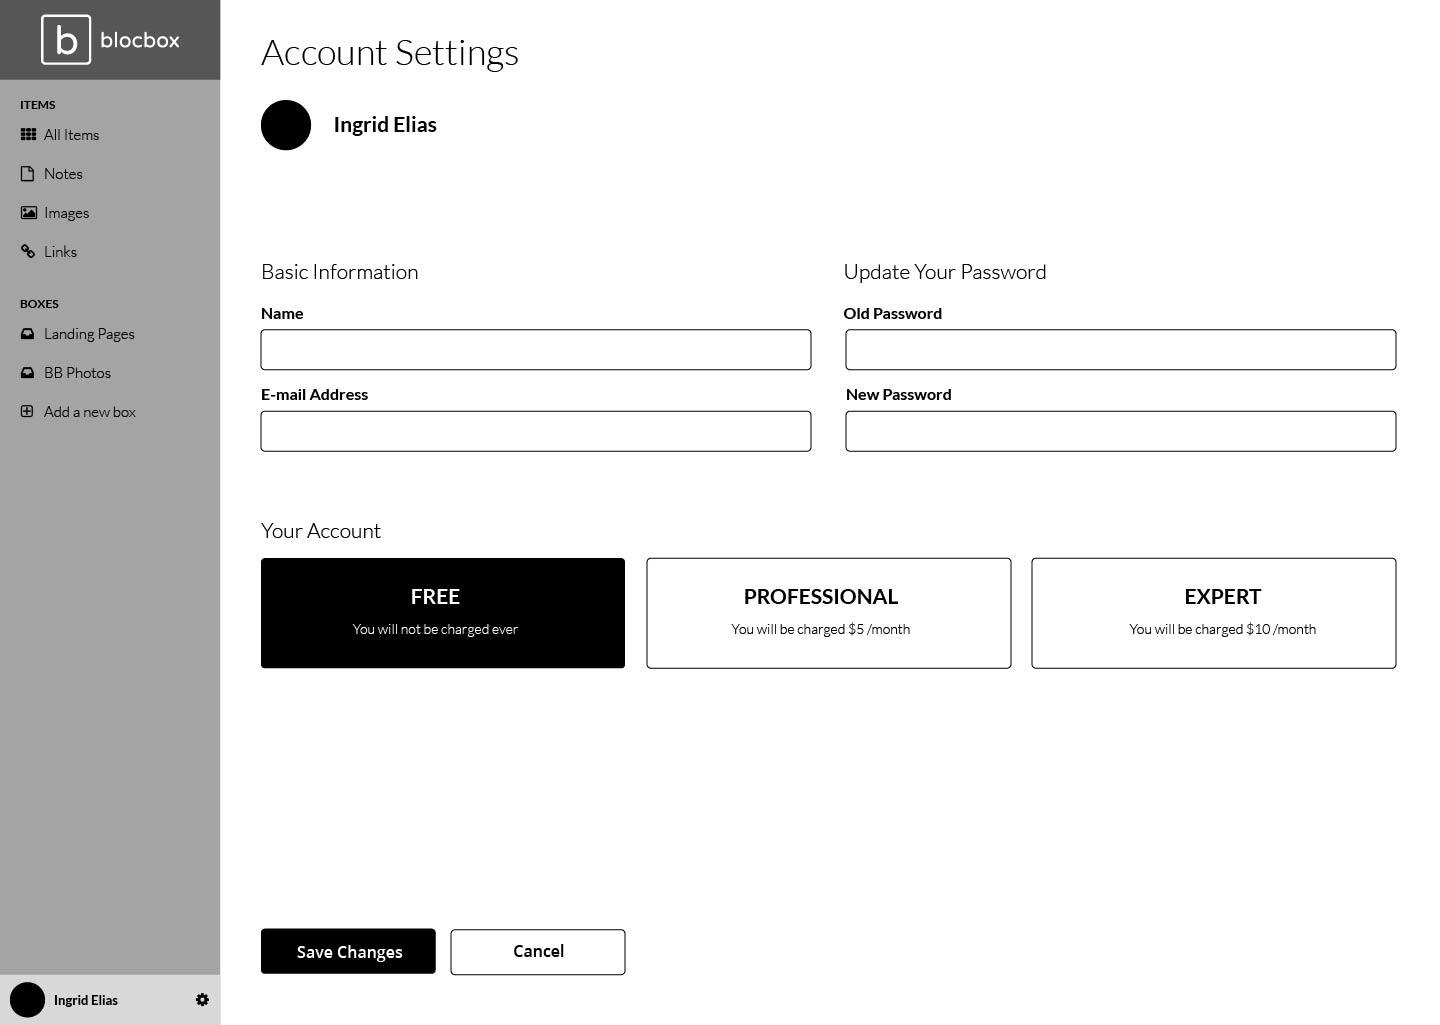 b blocbox
ITEMS
All Items
Notes
Images
Links
BOXES
Landing Pages
BB Photos
Add a new box
Ingrid Elias
Account Settings
Ingrid Elias
Basic Information
Name
E-mail Address
Update Your Password
Old Password
New Password
Your Account
FREE
You will not be charged ever
PROFESSIONAL
You will be charged $5 /month
EXPERT
You will be charged $10 /month
Save Changes
Cancel